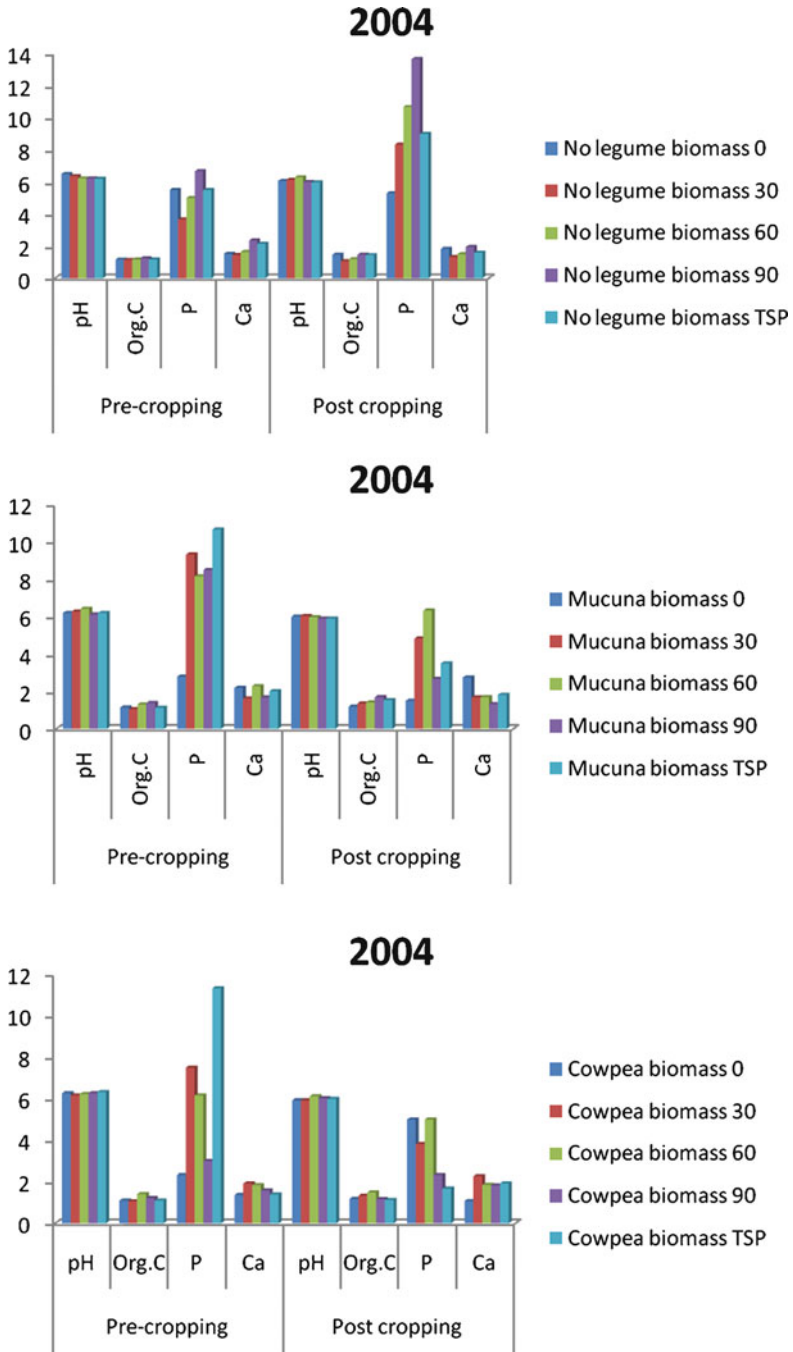 2004
14
12
10
8
6
4
2
0
pH
Org.C
P
Ca
pH
Org.C
P
Ca
Pre-cropping
Post cropping
No legume biomass 0
No legume biomass 30
No legume biomass 60
No legume biomass 90
No legume biomass TSP
2004
12
10
8
6
4
2
0
pH
Org.C
P
Ca
pH
Org.C
P
Ca
Pre-cropping
Post cropping
Mucuna biomass 0
Mucuna biomass 30
Mucuna biomass 60
Mucuna biomass 90
Mucuna biomass TSP
2004
12
10
8
6
4
2
0
pH
Org.C
P
Ca
pH
Org.C
P
Ca
Pre-cropping
Post cropping
Cowpea biomass 0
Cowpea biomass 30
Cowpea biomass 60
Cowpea biomass 90
Cowpea biomass TSP